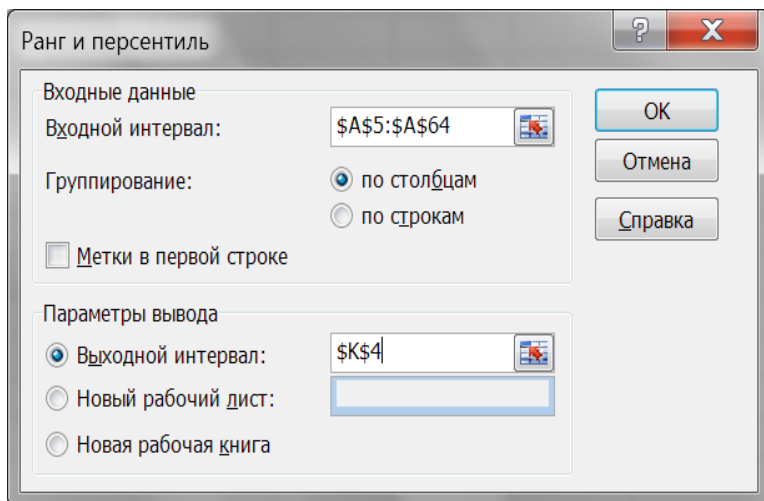 Ранг и персентиль
Входные данные
Входной интервал: $A$5:$A$64
Группирование: по столбцам
по строкам
Метки в первой строке
OK
Отмена
Справка
Параметры вывода
Выходной интервал: $K$4
Новый рабочий лист:
Новая рабочая книга